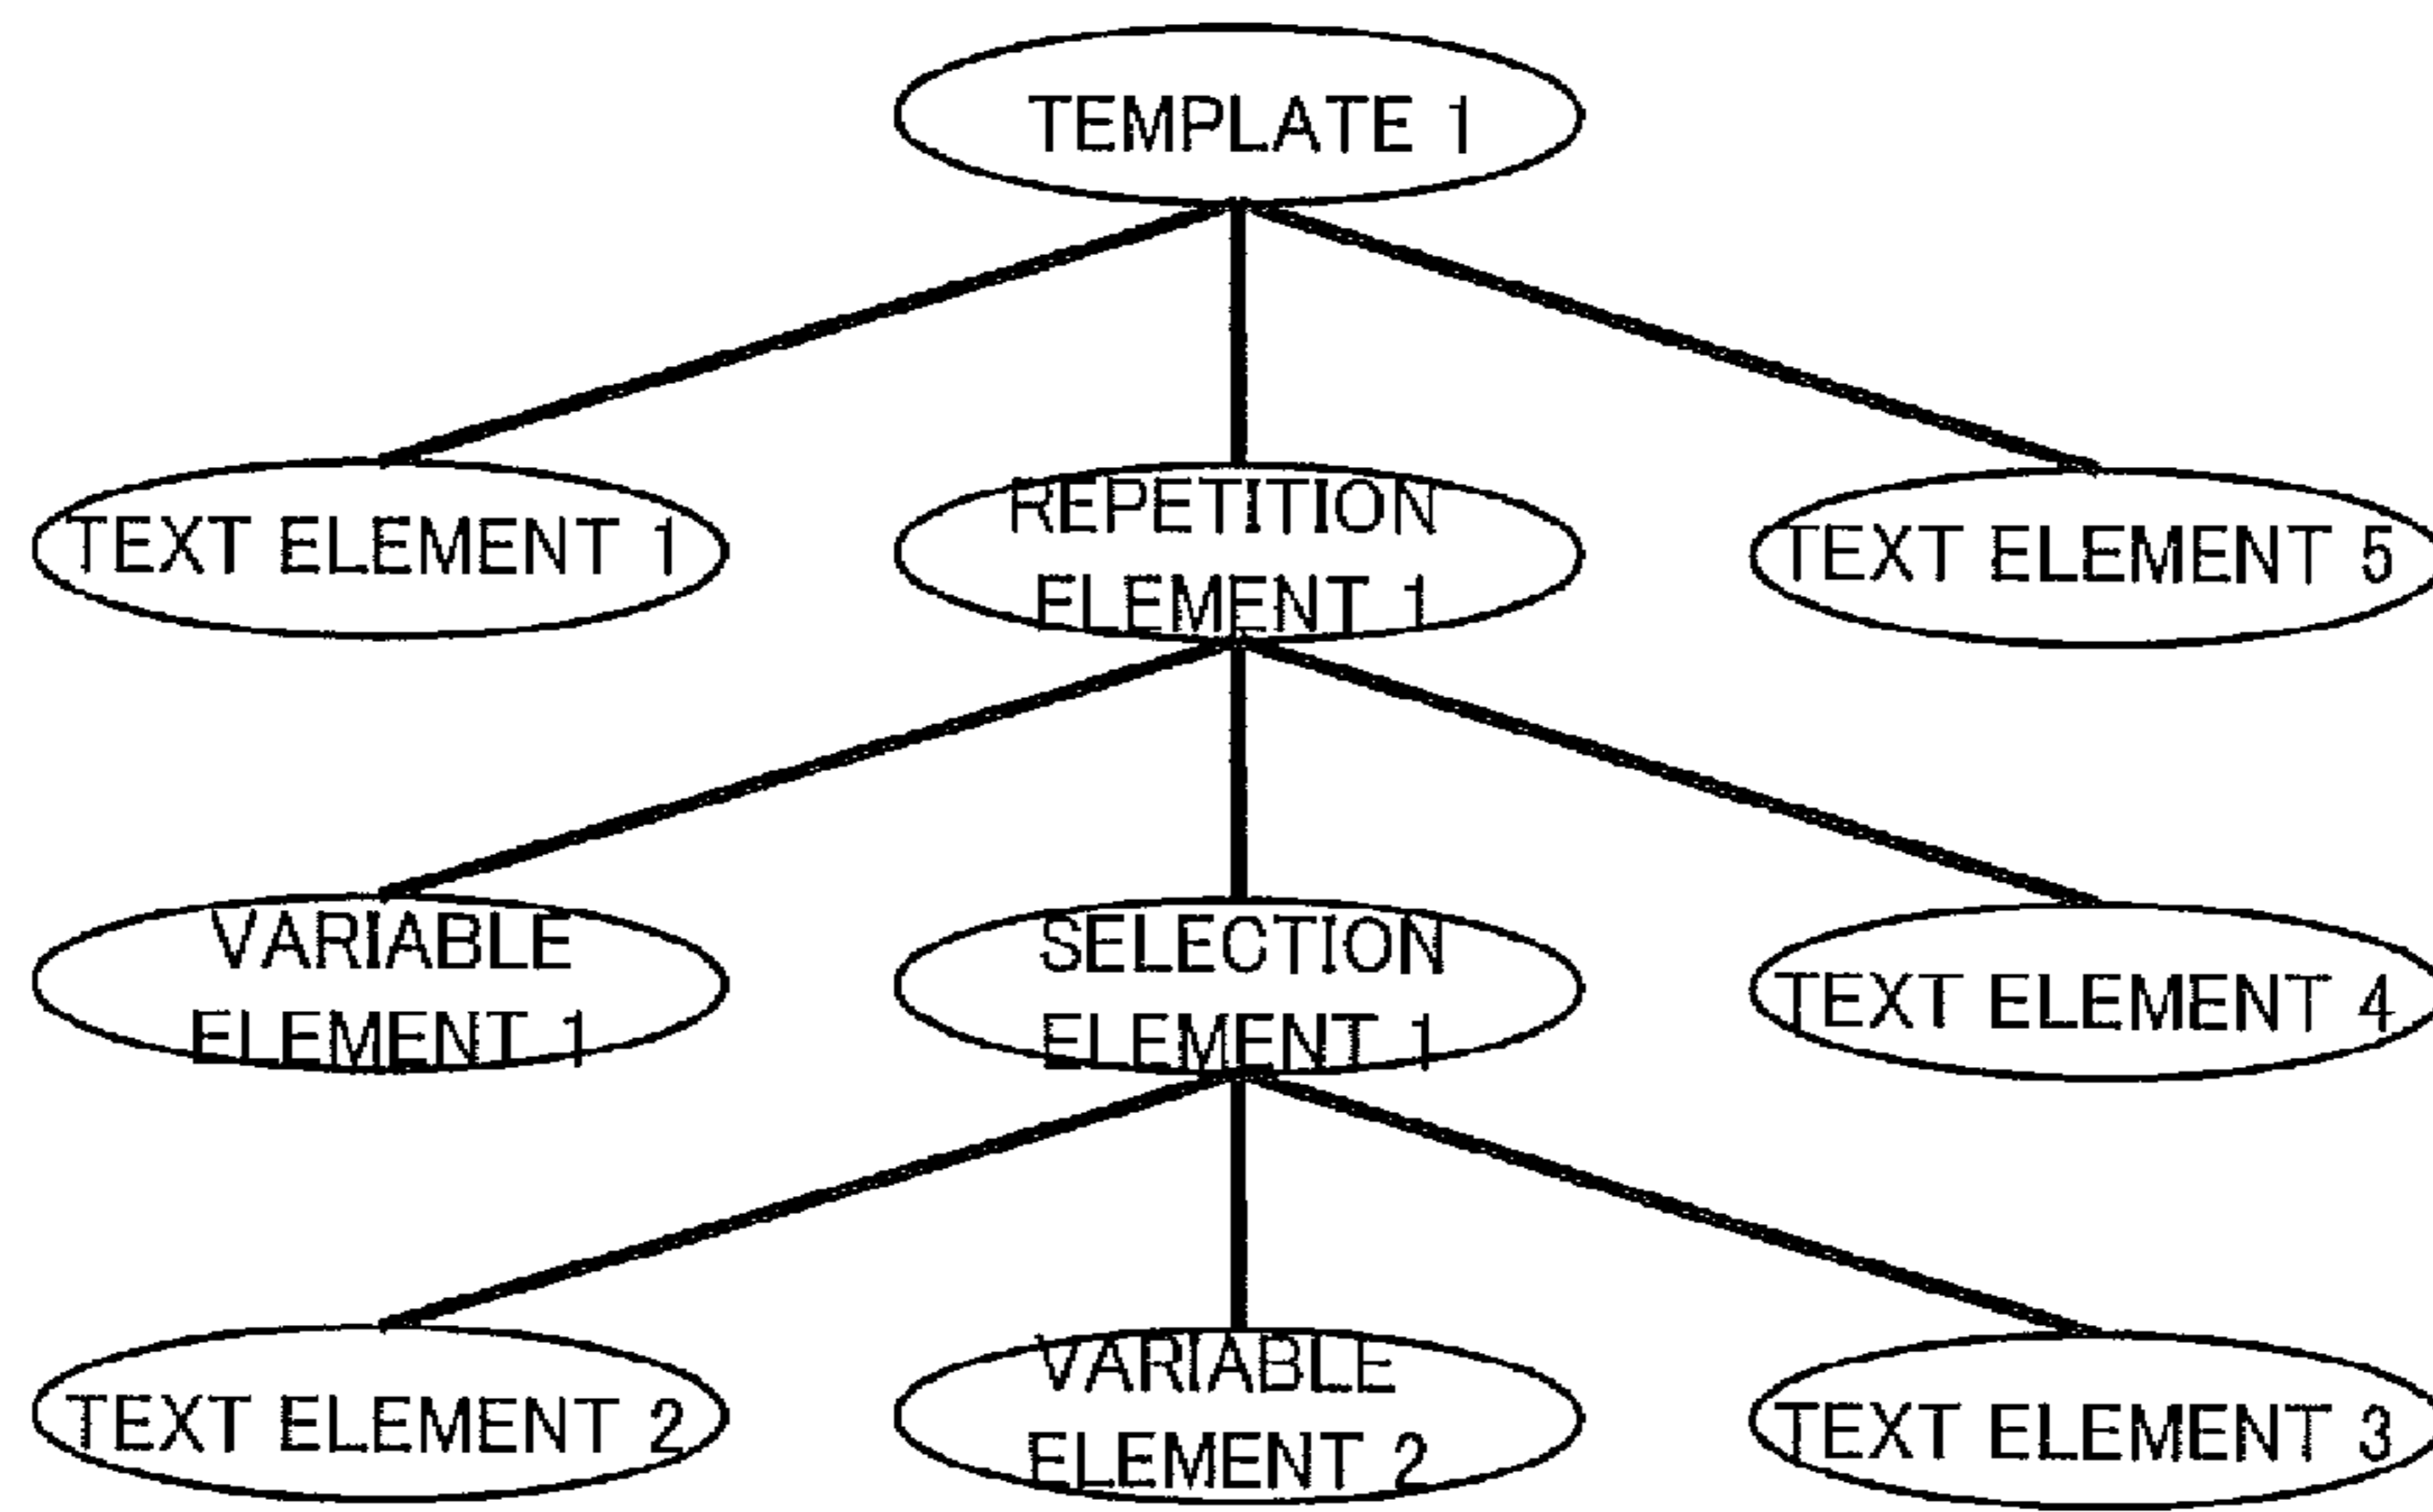 TEMPLATE 1
TEXT ELEMENT 1
REPETITION
ELEMENT 1
TEXT ELEMENT 5
VARIABLE
ELEMENT 1
SELECTION
ELEMENT 1
TEXT ELEMENT 4
TEXT ELEMENT 2
VARIABLE
ELEMENT 2
TEXT ELEMENT 3